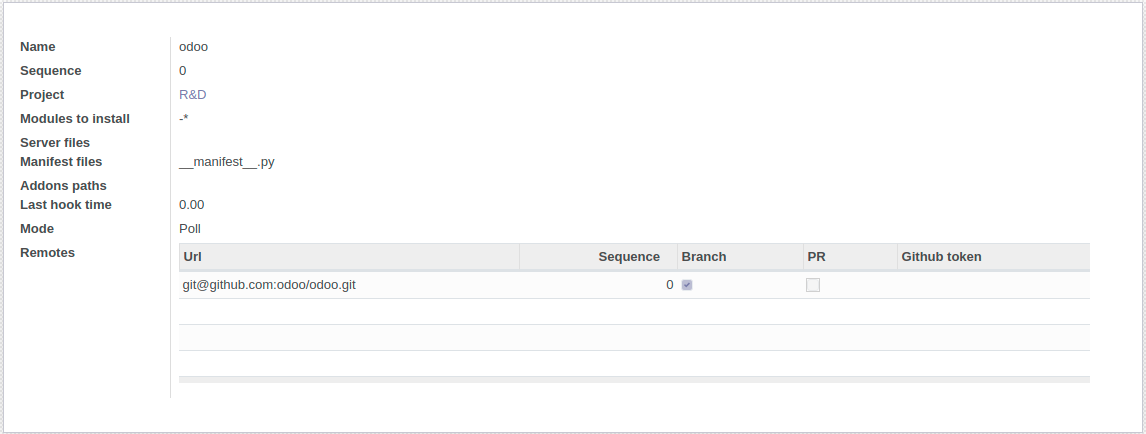 Name odoo
Sequence 0
Project R&D
Modules to install -*
Server files
Manifest files __manifest__.py
Addons paths
Last hook time 0.00
Mode Poll
Remotes
Url Sequence Branch PR Github token
git@github.com:odoo/odoo.git 0